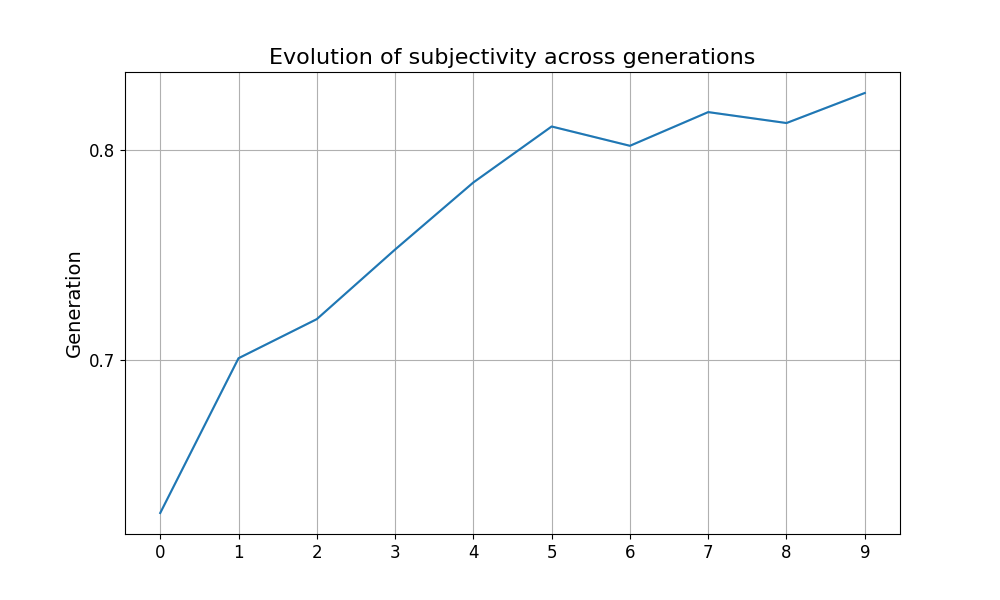 Evolution of subjectivity across generations
0.8
0.7
Generation
0 1 2 3 4 5 6 7 8 9